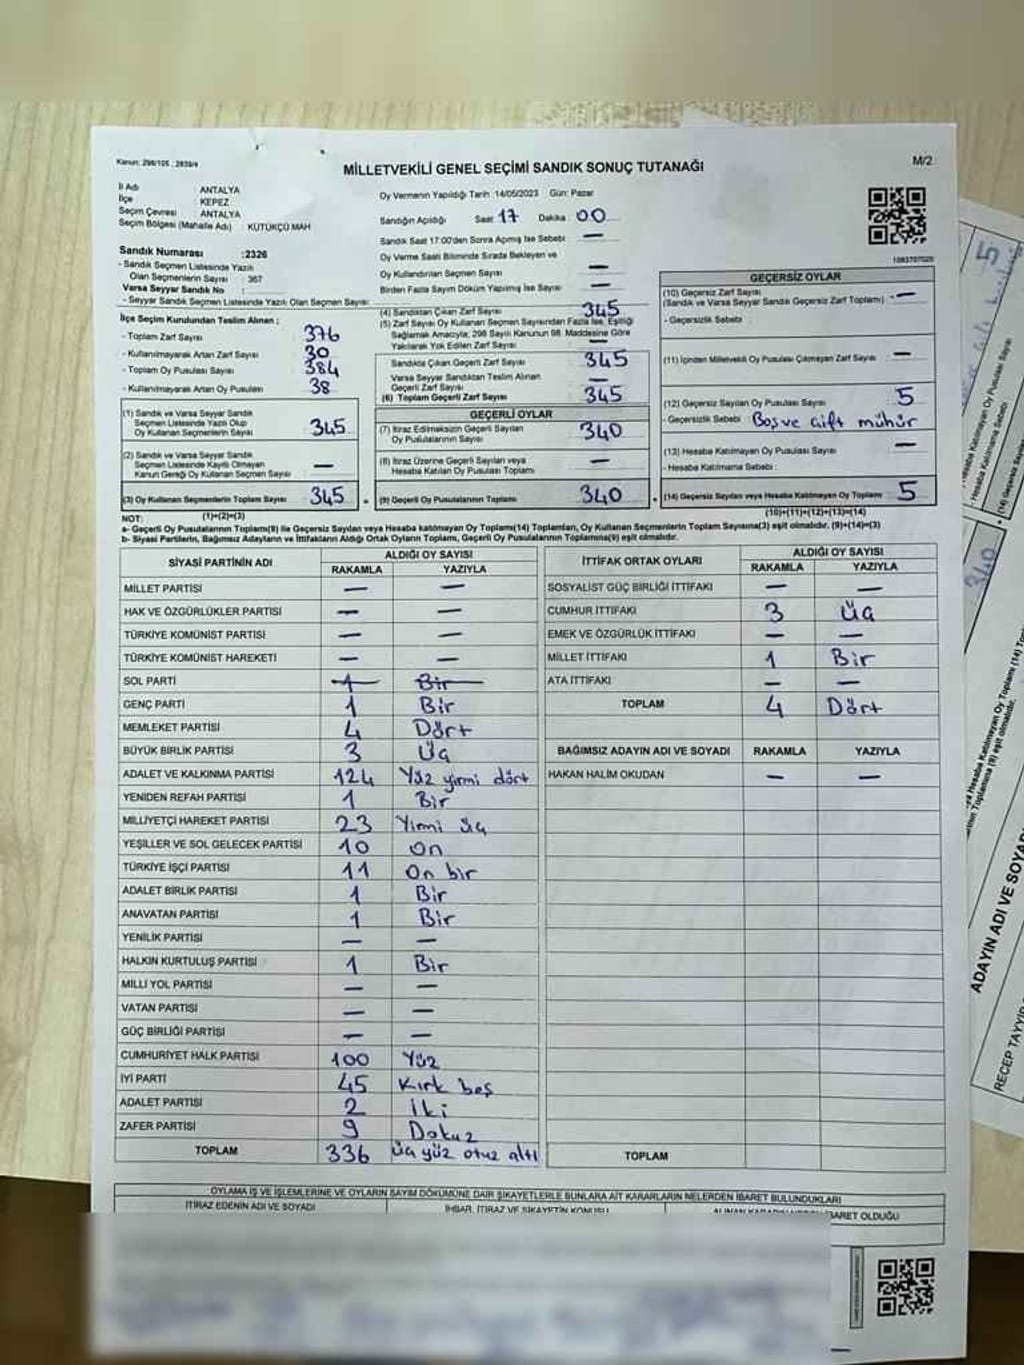 Kanun: 298/105 ; 2839/4
MİLLETVEKİLİ GENEL SEÇİMİ SANDIK SONUÇ TUTANAĞI
M/2
İl Adı : ANTALYA
İlçe : KEPEZ
Seçim Çevresi : ANTALYA
Seçim Bölgesi (Mahalle Adı) : KÜTÜKÇÜ MAH
Oy Vermenin Yapıldığı Tarih: 14/05/2023 Gün: Pazar
Sandığın Açıldığı Saat 17 Dakika : 00
Sandık Saat 17:00'den Sonra Açmış İse Sebebi —
Oy Verme Saati Bitiminde Sırada Bekleyen ve
Oy Kullandırılan Seçmen Sayısı —
Birden Fazla Sayım Döküm Yapılmış İse Sayısı —
Sandık Numarası :2326
- Sandık Seçmen Listesinde Yazılı
Olan Seçmenlerin Sayısı : 367
Varsa Seyyar Sandık No
- Seyyar Sandık Seçmen Listesinde Yazılı Olan Seçmen Sayısı:
İlçe Seçim Kurulundan Teslim Alınan ;
- Toplam Zarf Sayısı 376
- Kullanılmayarak Artan Zarf Sayısı 30
- Toplam Oy Pusulası Sayısı 384
- Kullanılmayarak Artan Oy Pusulası 38
(1) Sandık ve Varsa Seyyar Sandık
Seçmen Listesinde Yazılı Olup
Oy Kullanan Seçmenlerin Sayısı 345
(2) Sandık ve Varsa Seyyar Sandık
Seçmen Listesinde Kayıtlı Olmayan
Kanun Gereği Oy Kullanan Seçmen Sayısı —
(3) Oy Kullanan Seçmenlerin Toplam Sayısı 345
(1)+(2)=(3)
(4) Sandıktan Çıkan Zarf Sayısı 345
(5) Zarf Sayısı Oy Kullanan Seçmen Sayısından Fazla İse, Eşitliği
Sağlamak Amacıyla; 298 Sayılı Kanunun 98. Maddesine Göre
Yakılarak Yok Edilen Zarf Sayısı —
Sandıkta Çıkan Geçerli Zarf Sayısı 345
Varsa Seyyar Sandıktan Teslim Alınan
Geçerli Zarf Sayısı —
(6) Toplam Geçerli Zarf Sayısı 345
GEÇERLİ OYLAR
(7) İtiraz Edilmeksizin Geçerli Sayılan
Oy Pusulalarının Sayısı 340
(8) İtiraz Üzerine Geçerli Sayılan veya
Hesaba Katılan Oy Pusulaları Toplamı —
(9) Geçerli Oy Pusulalarının Toplamı 340
GEÇERSİZ OYLAR
(10) Geçersiz Zarf Sayısı
(Sandık ve Varsa Seyyar Sandık Geçersiz Zarf Toplamı) —
- Geçersizlik Sebebi :
(11) İçinden Milletvekili Oy Pusulası Çıkmayan Zarf Sayısı —
(12) Geçersiz Sayılan Oy Pusulası Sayısı 5
- Geçersizlik Sebebi : Boş ve çift mühür
(13) Hesaba Katılmayan Oy Pusulası Sayısı —
- Hesaba Katılmama Sebebi :
(14) Geçersiz Sayılan veya Hesaba Katılmayan Oy Toplamı 5
(10)+(11)+(12)+(13)=(14)
NOT:
a- Geçerli Oy Pusulalarının Toplamı(9) ile Geçersiz Sayılan veya Hesaba katılmayan Oy Toplamı(14) Toplamları, Oy Kullanan Seçmenlerin Toplam Sayısına(3) eşit olmalıdır. (9)+(14)=(3)
b- Siyasi Partilerin, Bağımsız Adayların ve İttifakların Aldığı Ortak Oyların Toplamı, Geçerli Oy Pusulalarının Toplamına(9) eşit olmalıdır.
SİYASİ PARTİNİN ADI ALDIĞI OY SAYISI
RAKAMLA YAZIYLA
MİLLET PARTİSİ — —
HAK VE ÖZGÜRLÜKLER PARTİSİ — —
TÜRKİYE KOMÜNİST PARTİSİ — —
TÜRKİYE KOMÜNİST HAREKETİ — —
SOL PARTİ 1 Bir
GENÇ PARTİ 1 Bir
MEMLEKET PARTİSİ 4 Dört
BÜYÜK BİRLİK PARTİSİ 3 Üç
ADALET VE KALKINMA PARTİSİ 124 Yüz yirmi dört
YENİDEN REFAH PARTİSİ 1 Bir
MİLLİYETÇİ HAREKET PARTİSİ 23 Yirmi üç
YEŞİLLER VE SOL GELECEK PARTİSİ 10 On
TÜRKİYE İŞÇİ PARTİSİ 11 On bir
ADALET BİRLİK PARTİSİ 1 Bir
ANAVATAN PARTİSİ 1 Bir
YENİLİK PARTİSİ — —
HALKIN KURTULUŞ PARTİSİ 1 Bir
MİLLİ YOL PARTİSİ — —
VATAN PARTİSİ — —
GÜÇ BİRLİĞİ PARTİSİ — —
CUMHURİYET HALK PARTİSİ 100 Yüz
İYİ PARTİ 45 Kırk beş
ADALET PARTİSİ 2 İki
ZAFER PARTİSİ 9 Dokuz
TOPLAM 336 üç yüz otuz altı
İTTİFAK ORTAK OYLARI ALDIĞI OY SAYISI
RAKAMLA YAZIYLA
SOSYALİST GÜÇ BİRLİĞİ İTTİFAKI — —
CUMHUR İTTİFAKI 3 Üç
EMEK VE ÖZGÜRLÜK İTTİFAKI — —
MİLLET İTTİFAKI 1 Bir
ATA İTTİFAKI — —
TOPLAM 4 Dört
BAĞIMSIZ ADAYIN ADI VE SOYADI RAKAMLA YAZIYLA
HAKAN HALİM OKUDAN — —
TOPLAM
OYLAMA İŞ VE İŞLEMLERİNE VE OYLARIN SAYIM DÖKÜMÜNE DAİR ŞİKAYETLERLE BUNLARA AİT KARARLARIN NELERDEN İBARET BULUNDUKLARI
İTİRAZ EDENİN ADI VE SOYADI İHBAR, İTİRAZ VE ŞİKAYETİN KONUSU
İBARET OLDUĞU
5
340
ADAYIN ADI VE SOYAD
RECEP TAYYİP